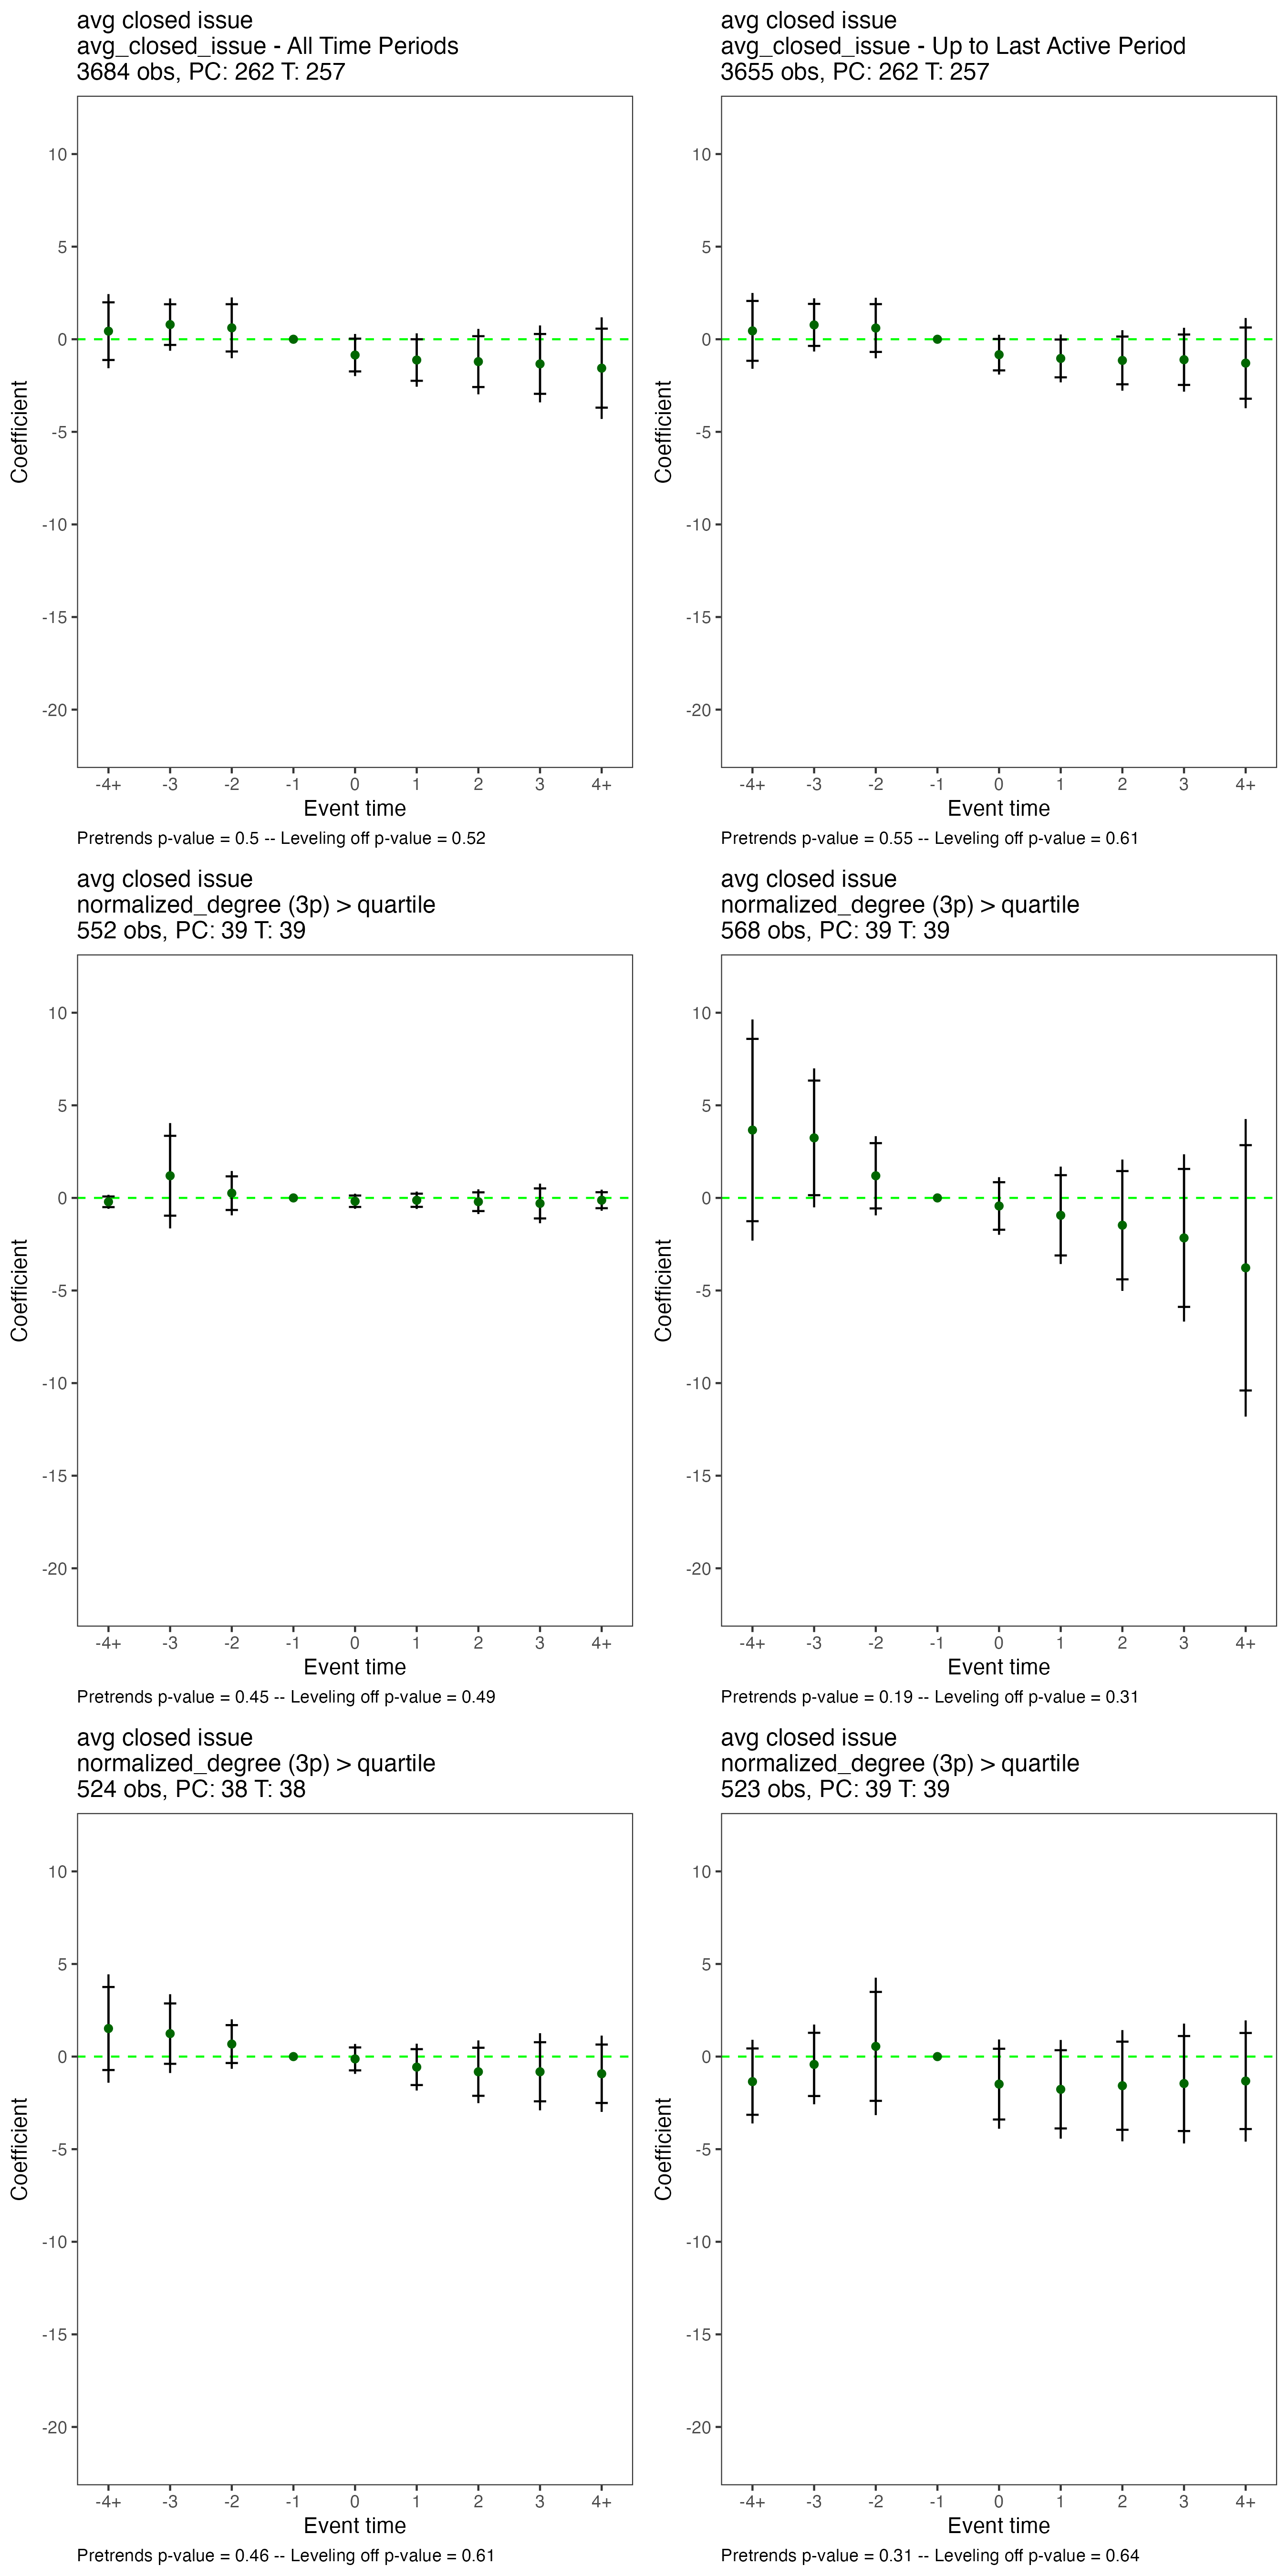 avg closed issue
avg_closed_issue - All Time Periods
3684 obs, PC: 262 T: 257
10
5
0
-5
-10
-15
-20
Coefficient
-4+ -3 -2 -1 0 1 2 3 4+
Event time
Pretrends p-value = 0.5 -- Leveling off p-value = 0.52
avg closed issue
avg_closed_issue - Up to Last Active Period
3655 obs, PC: 262 T: 257
10
5
0
-5
-10
-15
-20
Coefficient
-4+ -3 -2 -1 0 1 2 3 4+
Event time
Pretrends p-value = 0.55 -- Leveling off p-value = 0.61
avg closed issue
normalized_degree (3p) > quartile
552 obs, PC: 39 T: 39
10
5
0
-5
-10
-15
-20
Coefficient
-4+ -3 -2 -1 0 1 2 3 4+
Event time
Pretrends p-value = 0.45 -- Leveling off p-value = 0.49
avg closed issue
normalized_degree (3p) > quartile
568 obs, PC: 39 T: 39
10
5
0
-5
-10
-15
-20
Coefficient
-4+ -3 -2 -1 0 1 2 3 4+
Event time
Pretrends p-value = 0.19 -- Leveling off p-value = 0.31
avg closed issue
normalized_degree (3p) > quartile
524 obs, PC: 38 T: 38
10
5
0
-5
-10
-15
-20
Coefficient
-4+ -3 -2 -1 0 1 2 3 4+
Event time
Pretrends p-value = 0.46 -- Leveling off p-value = 0.61
avg closed issue
normalized_degree (3p) > quartile
523 obs, PC: 39 T: 39
10
5
0
-5
-10
-15
-20
Coefficient
-4+ -3 -2 -1 0 1 2 3 4+
Event time
Pretrends p-value = 0.31 -- Leveling off p-value = 0.64